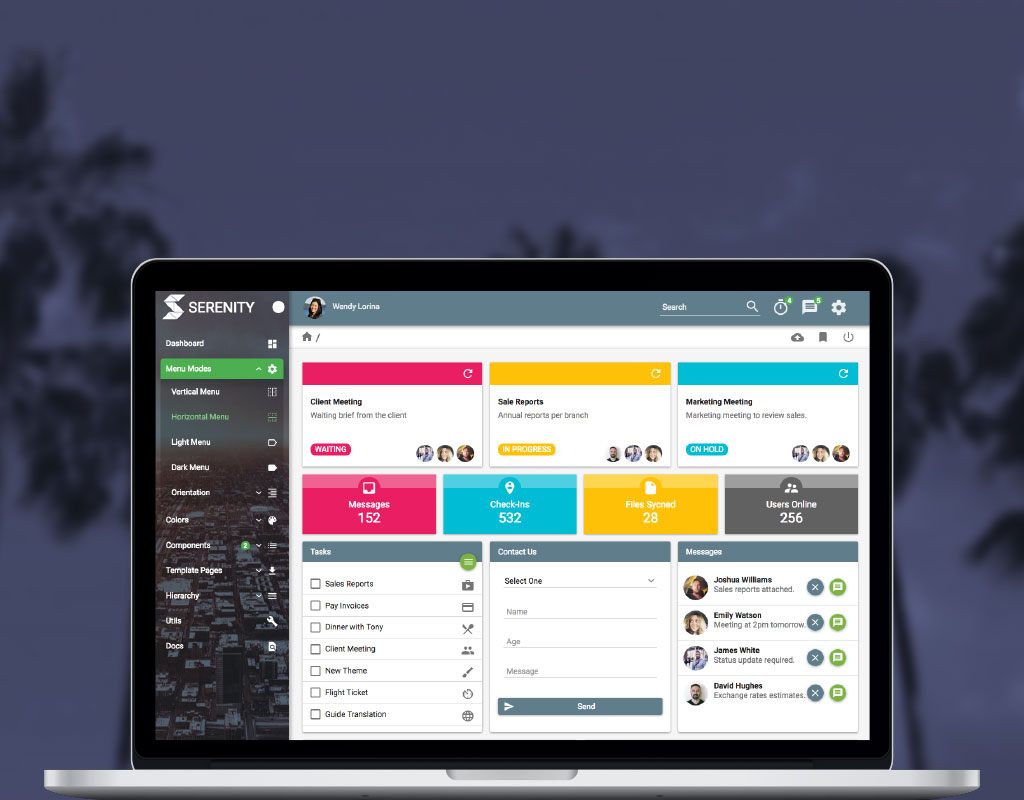 SERENITY
Wendy Lorina
Search
4
5
Dashboard
Menu Modes
Vertical Menu
Horizontal Menu
Light Menu
Dark Menu
Orientation
Colors
Components
2
Template Pages
Hierarchy
Utils
Docs
/
Client Meeting
Waiting brief from the client
WAITING
Sale Reports
Annual reports per branch
IN PROGRESS
Marketing Meeting
Marketing meeting to review sales.
ON HOLD
Messages
152
Check-Ins
532
Files Sycned
28
Users Online
256
Tasks
Sales Reports
Pay Invoices
Dinner with Tony
Client Meeting
New Theme
Flight Ticket
Guide Translation
Contact Us
Select One
Name
Age
Message
Send
Messages
Joshua Williams
Sales reports attached.
Emily Watson
Meeting at 2pm tomorrow.
James White
Status update required.
David Hughes
Exchange rates estimates.